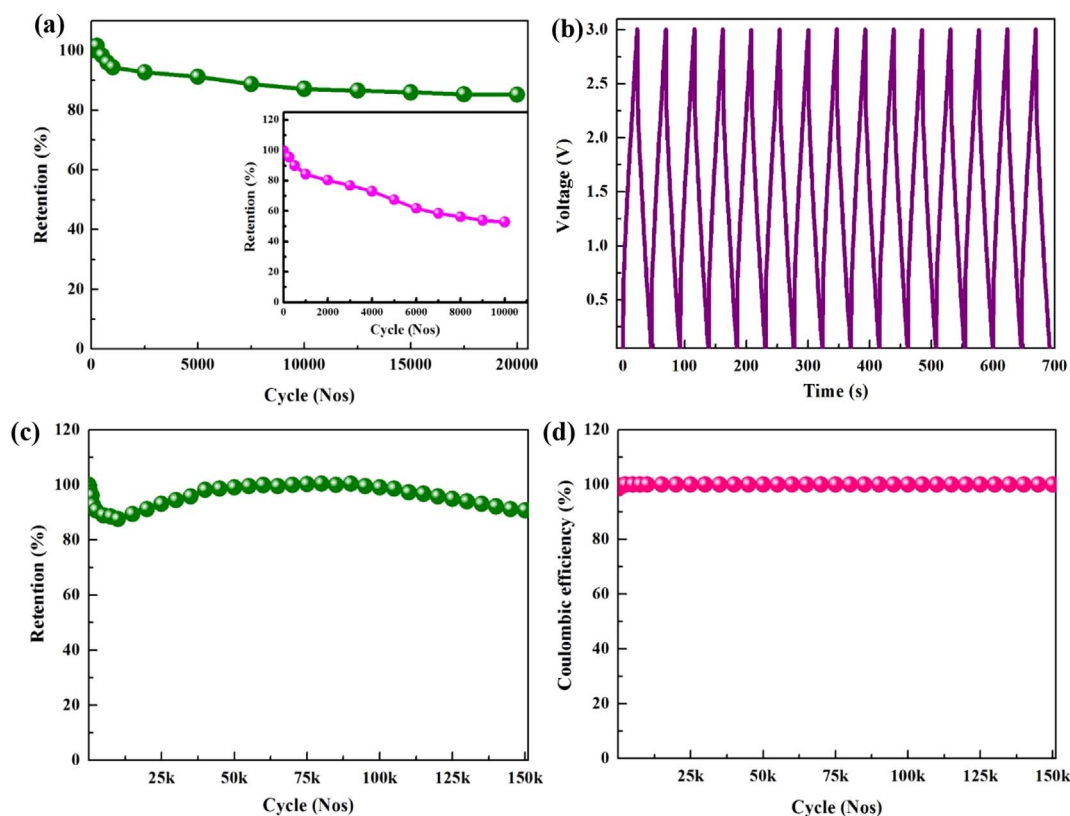 (a)
Retention (%)
100
80
60
40
20
0
0 5000 10000 15000 20000
Cycle (Nos)
Retention (%)
120
100
80
60
40
20
0
0 2000 4000 6000 8000 10000
Cycle (Nos)
(b)
Voltage (V)
3.0
2.5
2.0
1.5
1.0
0.5
0 100 200 300 400 500 600 700
Time (s)
(c)
Retention (%)
120
100
80
60
40
20
0
25k 50k 75k 100k 125k 150k
Cycle (Nos)
(d)
Coulombic efficiency (%)
120
100
80
60
40
20
0
25k 50k 75k 100k 125k 150k
Cycle (Nos)